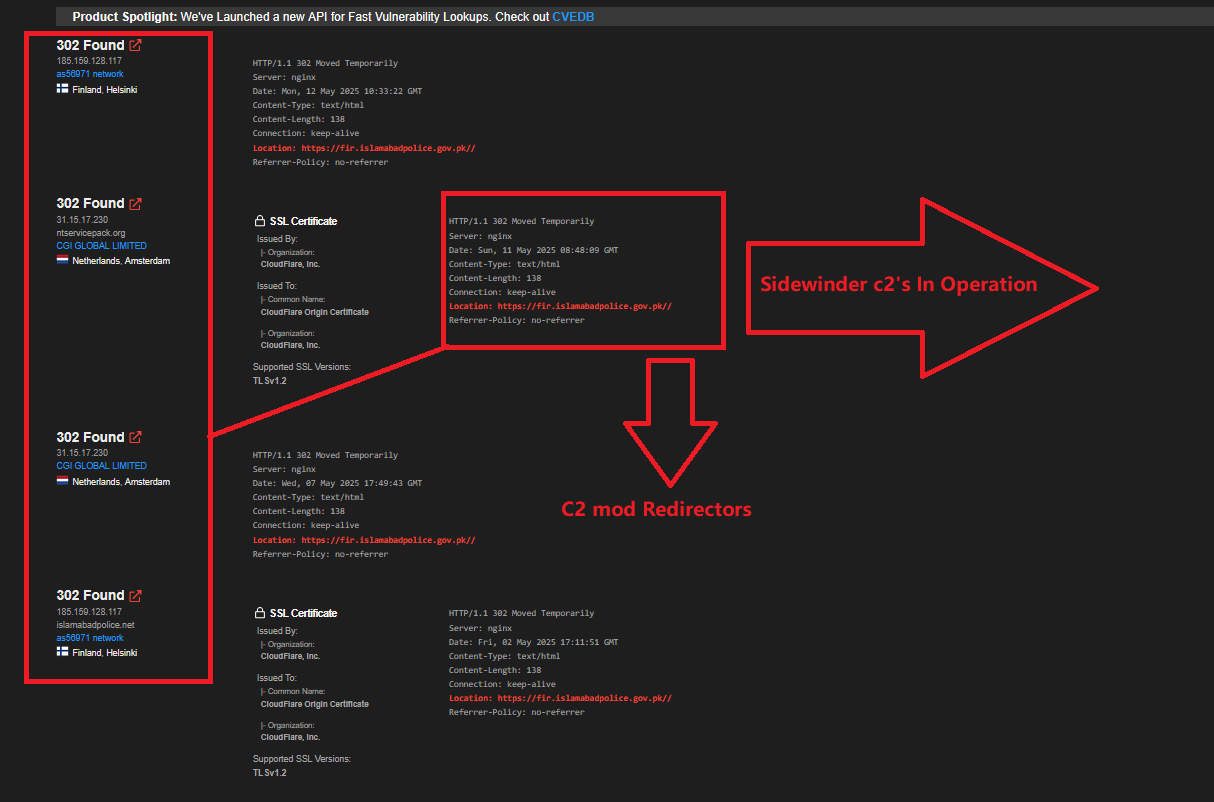 Product Spotlight: We've Launched a new API for Fast Vulnerability Lookups. Check out CVEDB
302 Found
185.159.128.117
as56971 network
Finland, Helsinki
HTTP/1.1 302 Moved Temporarily
Server: nginx
Date: Mon, 12 May 2025 10:33:22 GMT
Content-Type: text/html
Content-Length: 138
Connection: keep-alive
Location: https://fir.islamabadpolice.gov.pk//
Referrer-Policy: no-referrer
302 Found
31.15.17.230
ntservicepack.org
CGI GLOBAL LIMITED
Netherlands, Amsterdam
SSL Certificate
Issued By:
|- Organization:
CloudFlare, Inc.
Issued To:
|- Common Name:
CloudFlare Origin Certificate
|- Organization:
CloudFlare, Inc.
Supported SSL Versions:
TLSv1.2
HTTP/1.1 302 Moved Temporarily
Server: nginx
Date: Sun, 11 May 2025 08:48:09 GMT
Content-Type: text/html
Content-Length: 138
Connection: keep-alive
Location: https://fir.islamabadpolice.gov.pk//
Referrer-Policy: no-referrer
Sidewinder c2's In Operation
C2 mod Redirectors
302 Found
31.15.17.230
CGI GLOBAL LIMITED
Netherlands, Amsterdam
HTTP/1.1 302 Moved Temporarily
Server: nginx
Date: Wed, 07 May 2025 17:49:43 GMT
Content-Type: text/html
Content-Length: 138
Connection: keep-alive
Location: https://fir.islamabadpolice.gov.pk//
Referrer-Policy: no-referrer
302 Found
185.159.128.117
islamabadpolice.net
as56971 network
Finland, Helsinki
SSL Certificate
Issued By:
|- Organization:
CloudFlare, Inc.
Issued To:
|- Common Name:
CloudFlare Origin Certificate
|- Organization:
CloudFlare, Inc.
Supported SSL Versions:
TLSv1.2
HTTP/1.1 302 Moved Temporarily
Server: nginx
Date: Fri, 02 May 2025 17:11:51 GMT
Content-Type: text/html
Content-Length: 138
Connection: keep-alive
Location: https://fir.islamabadpolice.gov.pk//
Referrer-Policy: no-referrer